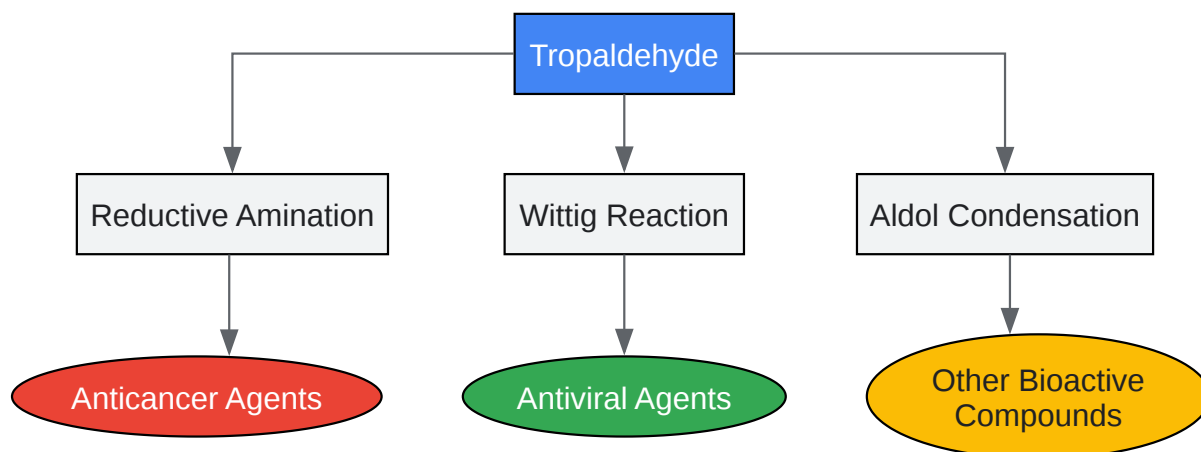 Tropaldehyde
Reductive Amination
Wittig Reaction
Aldol Condensation
Anticancer Agents
Antiviral Agents
Other Bioactive
Compounds